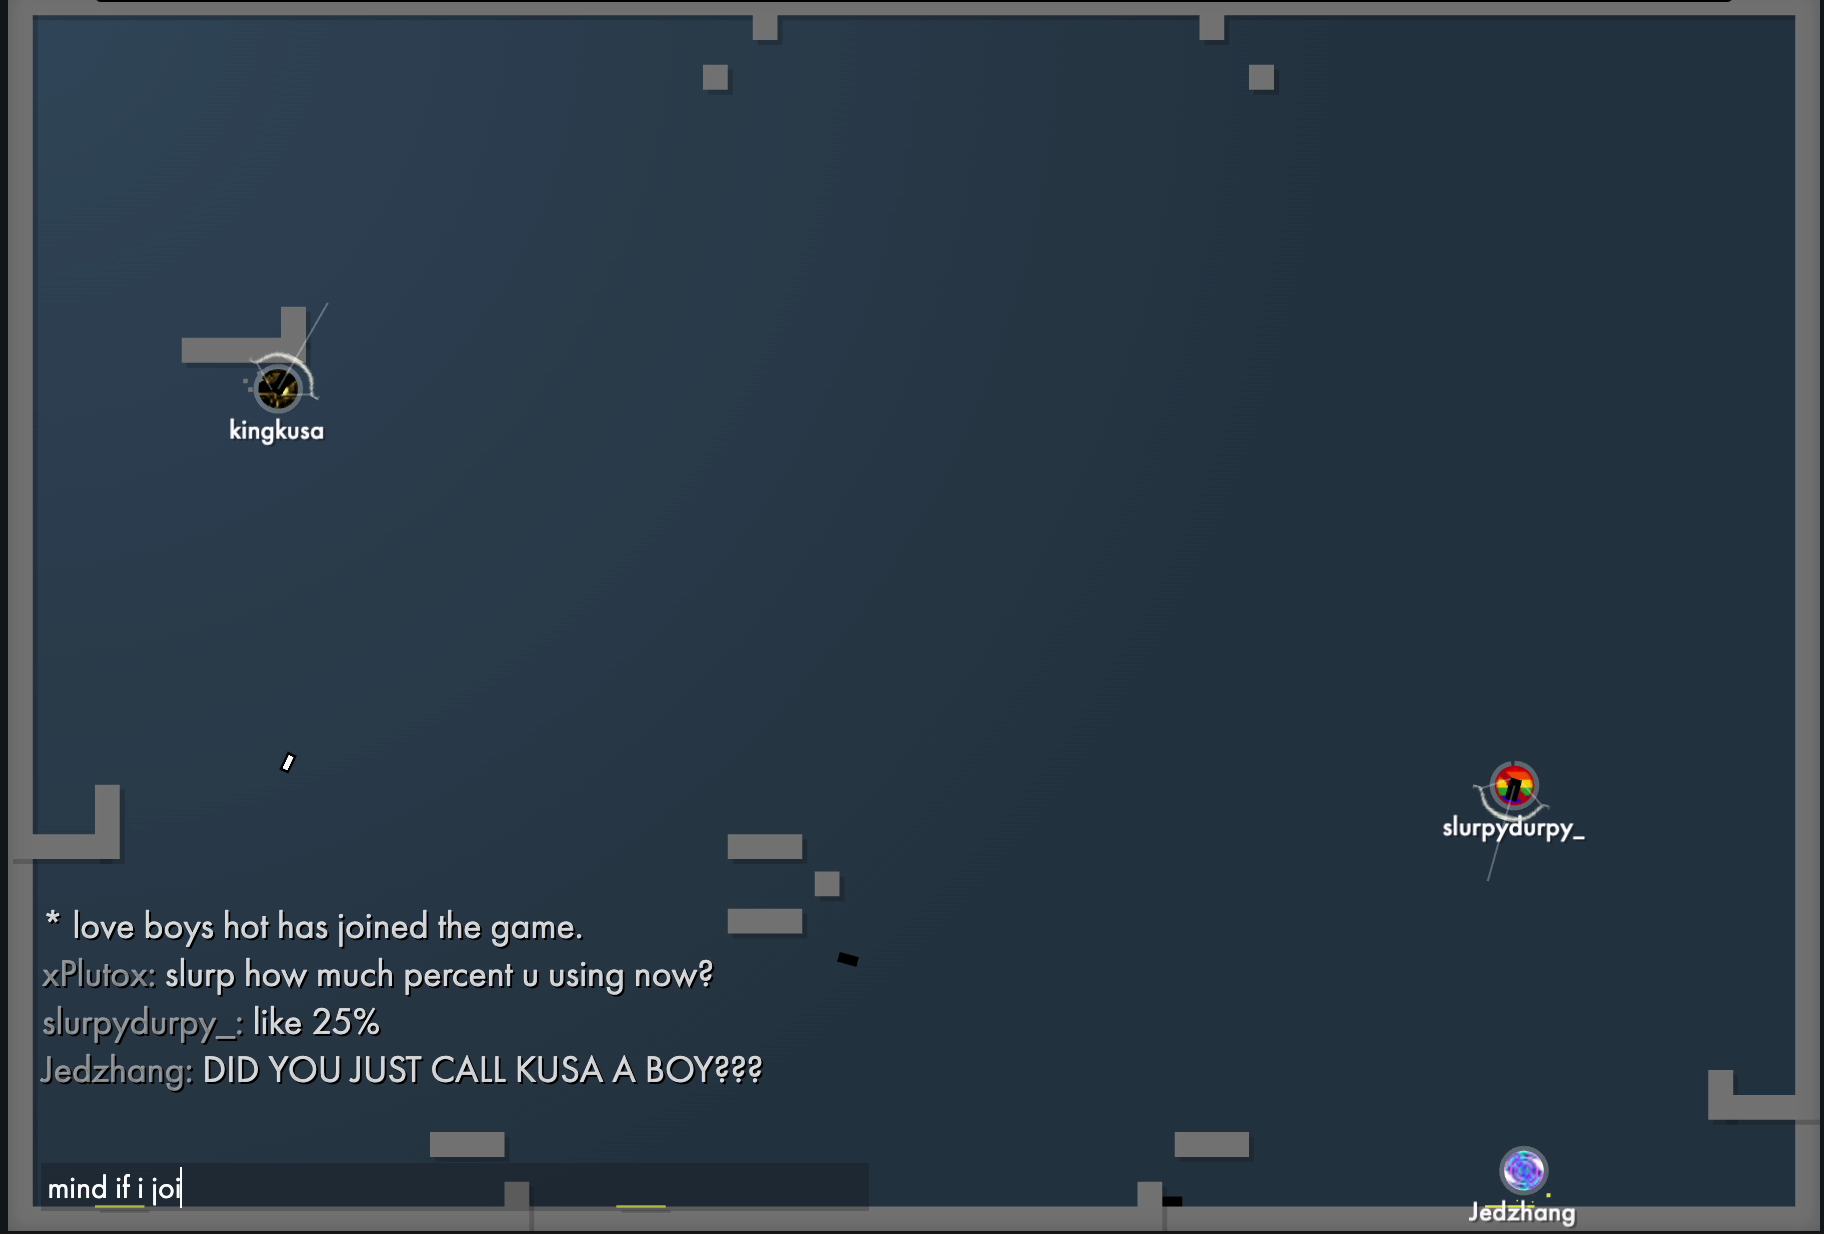 kingkusa
slurpydurpy_
* love boys hot has joined the game.
xPlutox: slurp how much percent u using now?
slurpydurpy_: like 25%
Jedzhang: DID YOU JUST CALL KUSA A BOY???
mind if i joi
Jedzhang